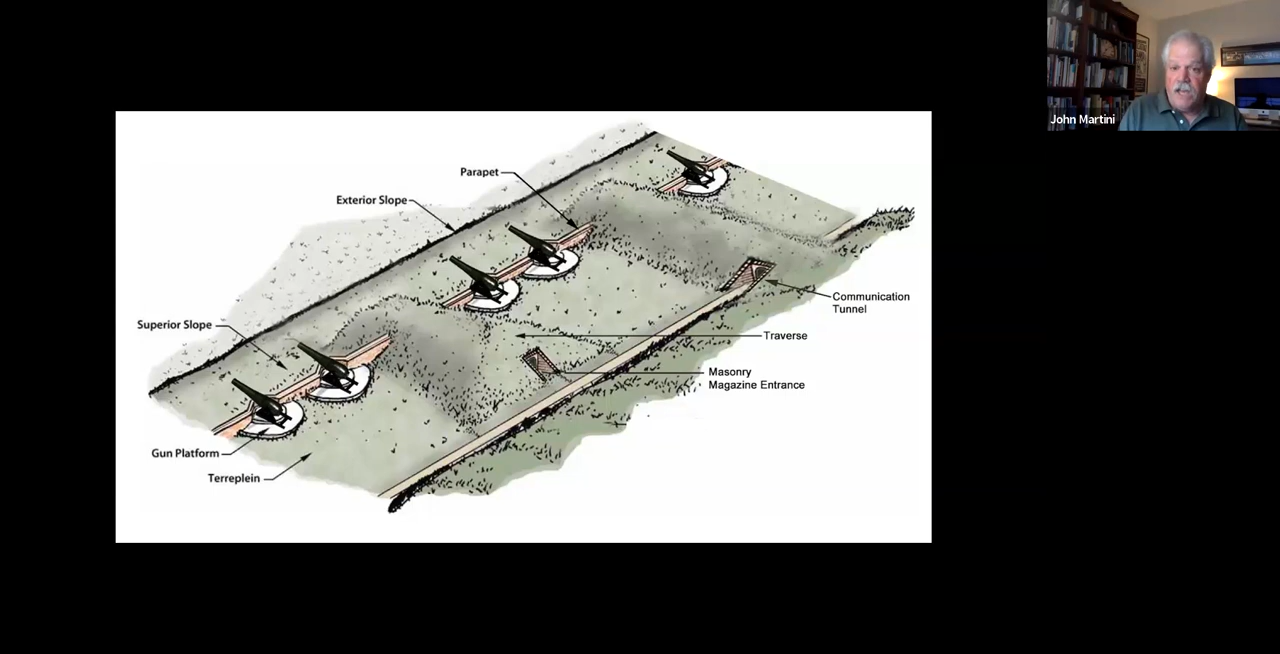 John Martini
Parapet
Exterior Slope
Communication
Tunnel
Superior Slope
Traverse
Masonry
Magazine Entrance
Gun Platform
Terreplein